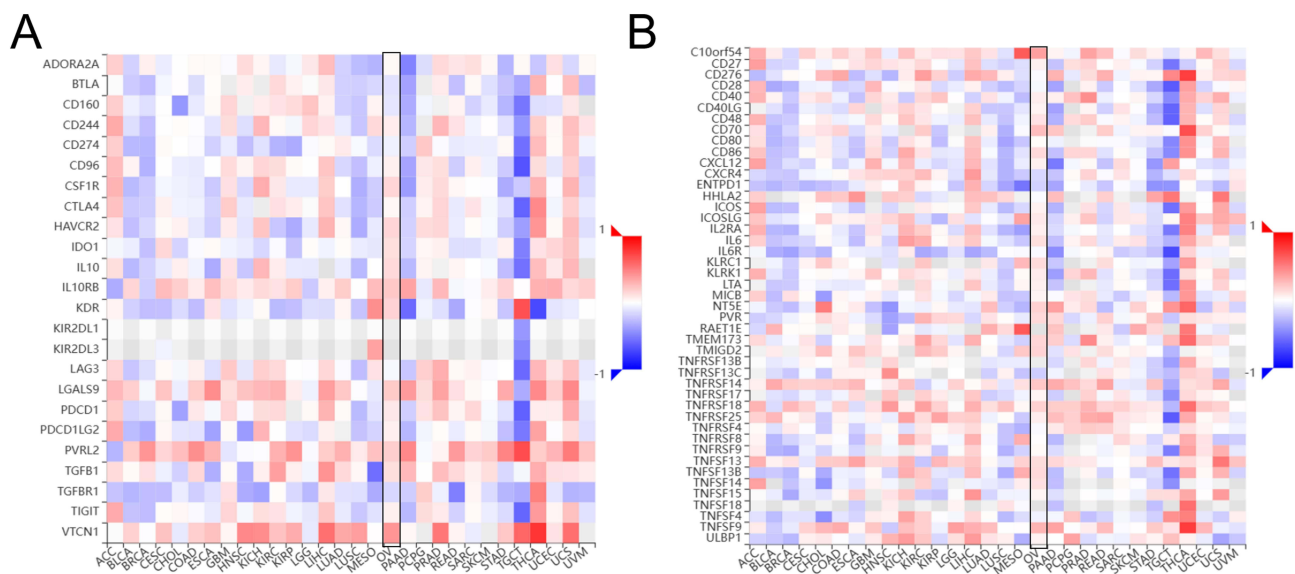 A
ADORA2A
BTLA
CD160
CD244
CD274
CD96
CSF1R
CTLA4
HAVCR2
IDO1
IL10
IL10RB
KDR
KIR2DL1
KIR2DL3
LAG3
LGALS9
PDCD1
PDCD1LG2
PVRL2
TGFB1
TGFBR1
TIGIT
VTCN1
ACC BLCA BRCA CESC CHOL COAD ESCA GBM HNSC KICH KIRC KIRP LGG LIHC LUAD LUSC MESO OV PAAD PCPG PRAD READ SARC SKCM STAD TGCT THCA UCEC UCS UVM
1
-1
B
C10orf54
CD27
CD276
CD28
CD40
CD40LG
CD48
CD70
CD80
CD86
CXCL12
CXCR4
ENTPD1
HHLA2
ICOS
ICOSLG
IL2RA
IL6
IL6R
KLRC1
KLRK1
LTA
MICB
NT5E
PVR
RAET1E
TMEM173
TMIGD2
TNFRSF13B
TNFRSF13C
TNFRSF14
TNFRSF17
TNFRSF18
TNFRSF25
TNFRSF4
TNFRSF8
TNFRSF9
TNFSF13
TNFSF13B
TNFSF14
TNFSF15
TNFSF18
TNFSF4
TNFSF9
ULBP1
ACC BLCA BRCA CESC CHOL COAD ESCA GBM HNSC KICH KIRC KIRP LGG LIHC LUAD LUSC MESO OV PAAD PCPG PRAD READ SARC SKCM STAD TGCT THCA UCEC UCS UVM
1
-1